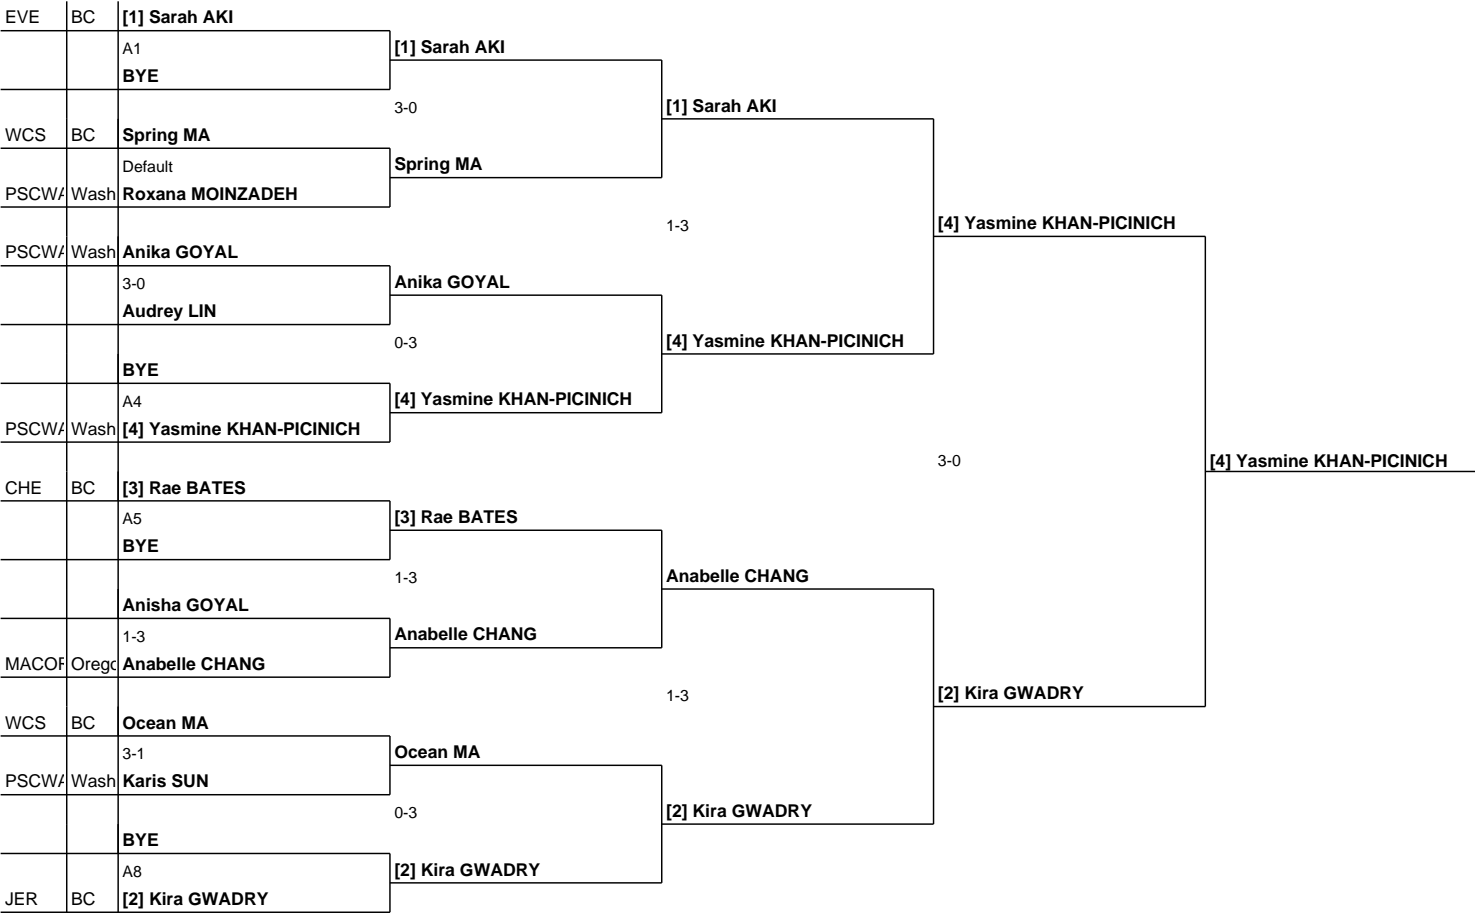 EVE BC [1] Sarah AKI
A1 [1] Sarah AKI
BYE
3-0 [1] Sarah AKI
WCS BC Spring MA
Default Spring MA
PSCWA Wash Roxana MOINZADEH
1-3 [4] Yasmine KHAN-PICINICH
PSCWA Wash Anika GOYAL
3-0 Anika GOYAL
Audrey LIN
0-3 [4] Yasmine KHAN-PICINICH
BYE
A4 [4] Yasmine KHAN-PICINICH
PSCWA Wash [4] Yasmine KHAN-PICINICH
3-0 [4] Yasmine KHAN-PICINICH
CHE BC [3] Rae BATES
A5 [3] Rae BATES
BYE
1-3 Anabelle CHANG
Anisha GOYAL
1-3 Anabelle CHANG
MACOR Orego Anabelle CHANG
1-3 [2] Kira GWADRY
WCS BC Ocean MA
3-1 Ocean MA
PSCWA Wash Karis SUN
0-3 [2] Kira GWADRY
BYE
A8 [2] Kira GWADRY
JER BC [2] Kira GWADRY